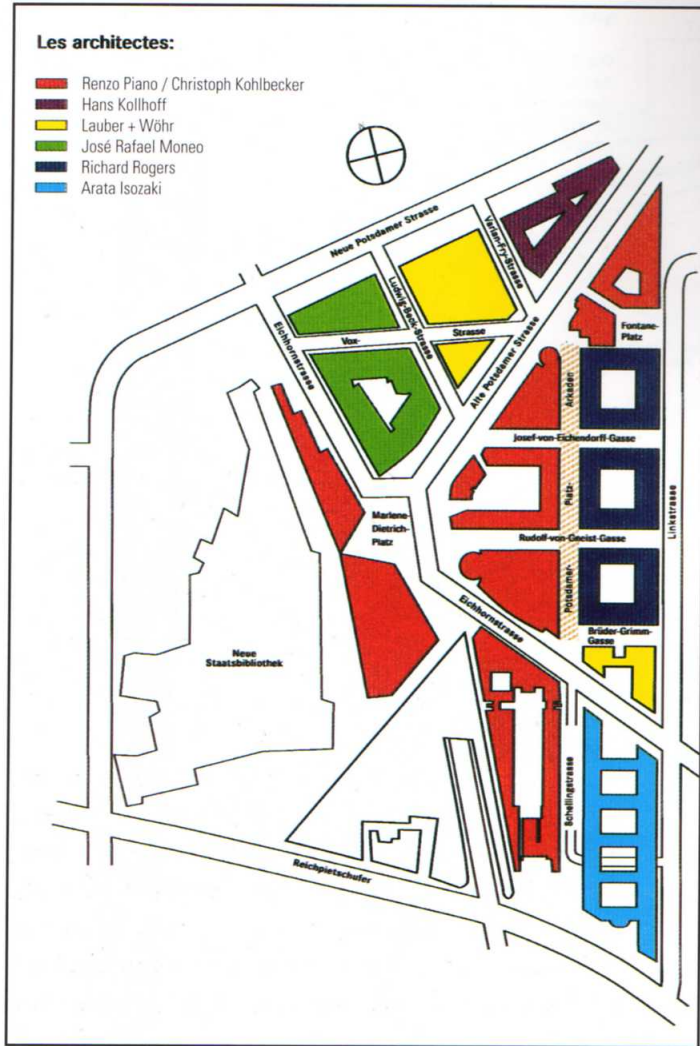 Les architectes:
Renzo Piano / Christoph Kohlbecker
Hans Kollhoff
Lauber + Wöhr
José Rafael Moneo
Richard Rogers
Arata Isozaki
N
Neue Potsdamer Strasse
Varian-Fry-Strasse
Ludwig-Beck-Strasse
Vox-
Strasse
Eichhornstrasse
Alte Potsdamer Strasse
Fontane-
Platz
Arkaden
Josef-von-Eichendorff-Gasse
Platz-
Linkstrasse
Marlene-
Dietrich-
Platz
Rudolf-von-Gneist-Gasse
Potsdamer-
Eichhornstrasse
Brüder-Grimm-
Gasse
Neue
Staatsbibliothek
Schellingstrasse
Reichpietschufer